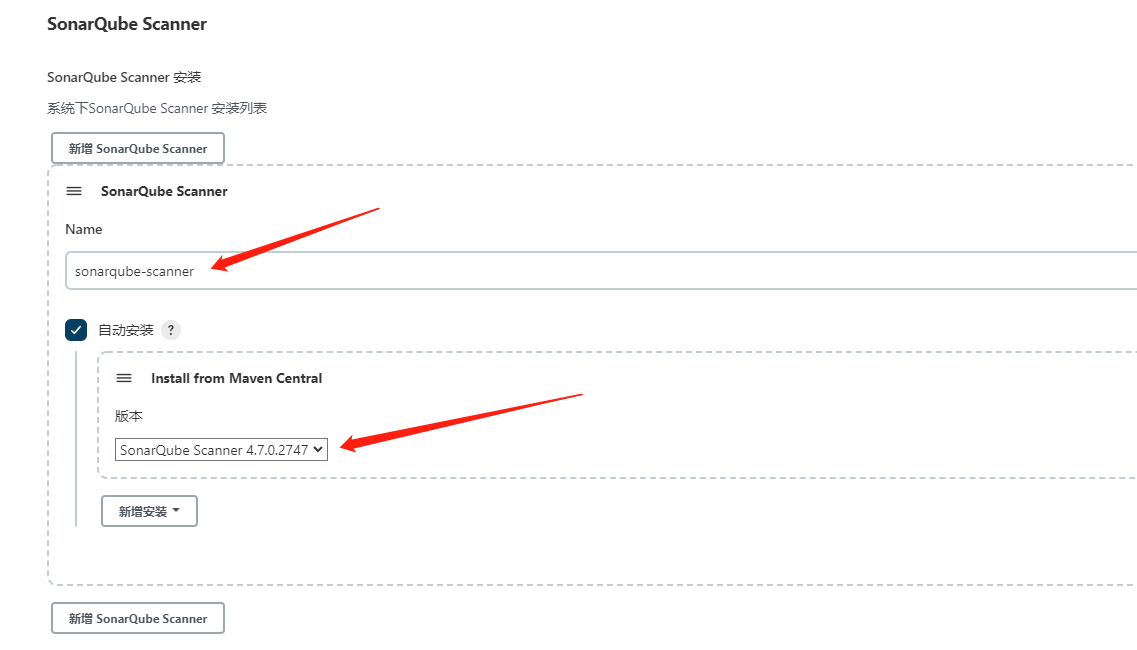 SonarQube Scanner
SonarQube Scanner 安装
系统下SonarQube Scanner 安装列表
新增 SonarQube Scanner
SonarQube Scanner
Name
sonarqube-scanner
自动安装 ?
Install from Maven Central
版本
SonarQube Scanner 4.7.0.2747
新增安装
新增 SonarQube Scanner